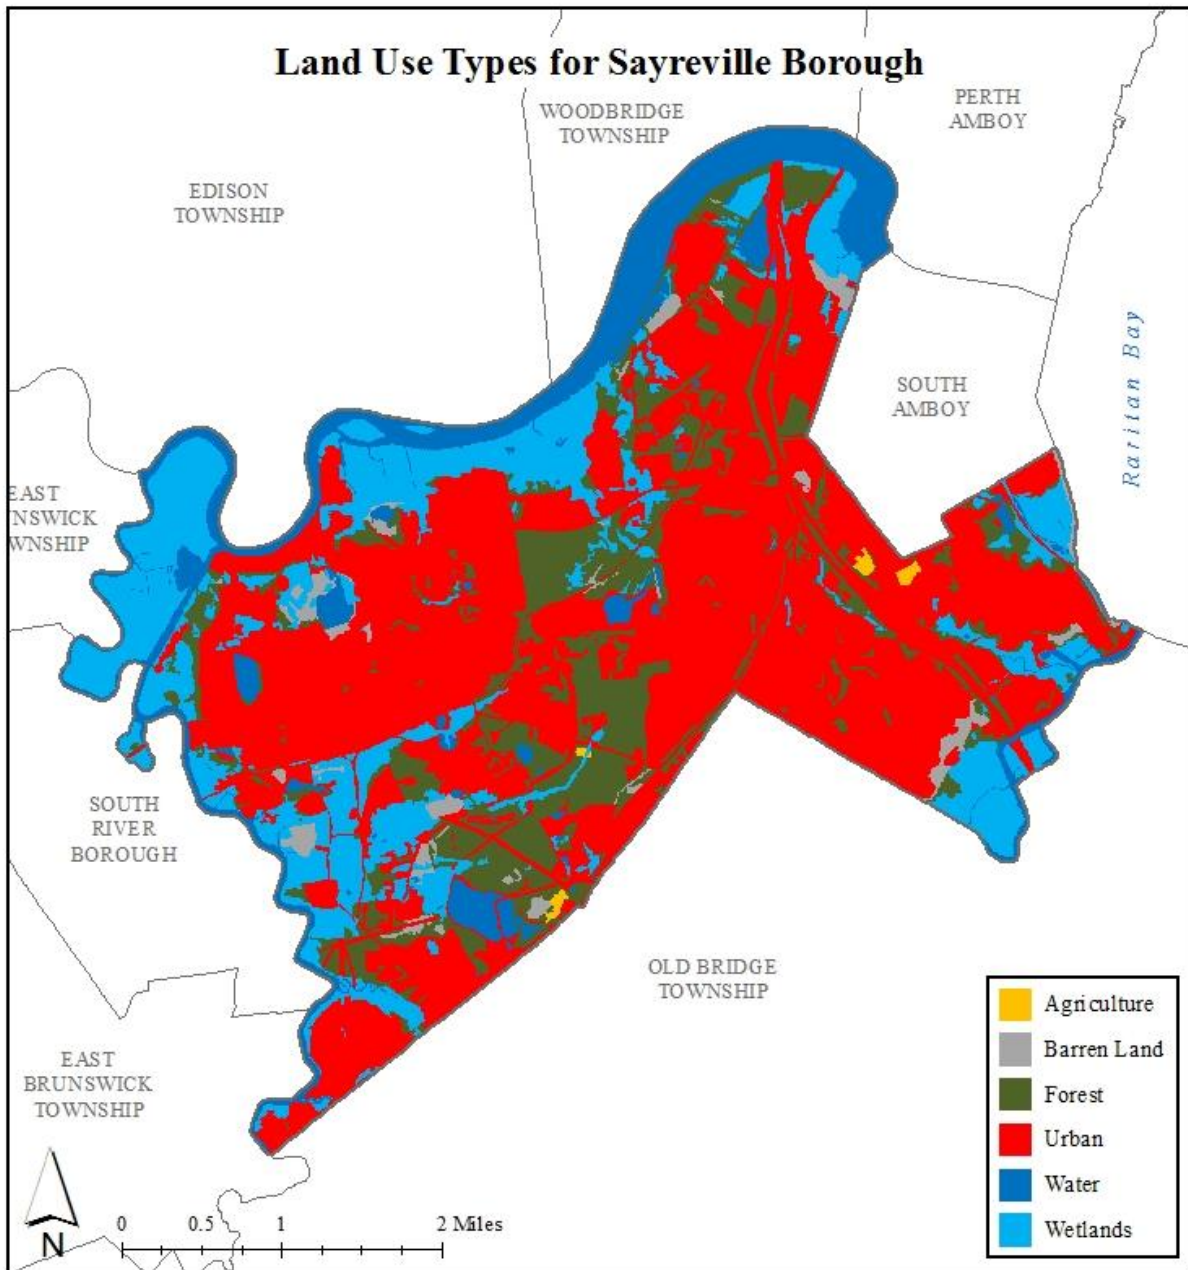 Land Use Types for Sayreville Borough
WOODBRIDGE
TOWNSHIP
PERTH
AMBOY
EDISON
TOWNSHIP
Raritan Bay
SOUTH
AMBOY
EAST
NSWICK
WNSHIP
SOUTH
RIVER
BOROUGH
OLD BRIDGE
TOWNSHIP
EAST
BRUNSWICK
TOWNSHIP
Agriculture
Barren Land
Forest
Urban
Water
Wetlands
N
0 0.5 1 2 Miles